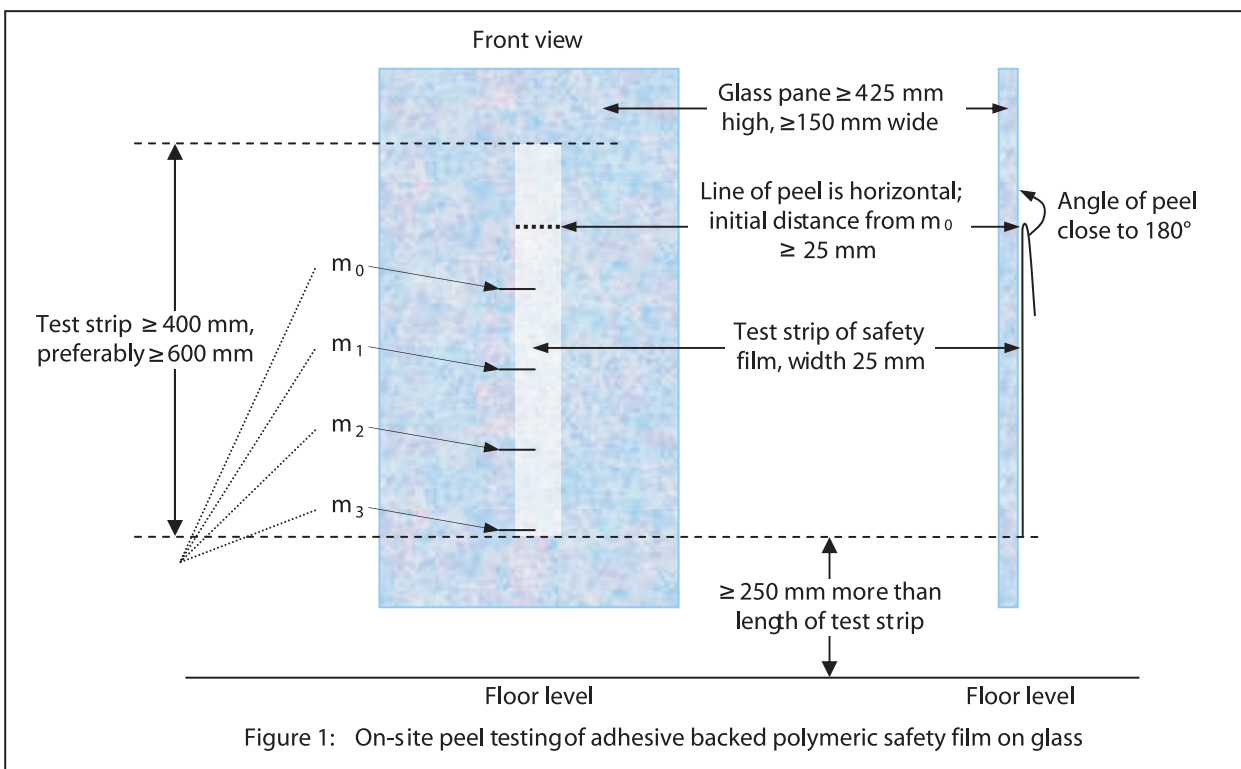 Front view
Glass pane ≥ 425 mm
high, ≥150 mm wide
Line of peel is horizontal;
initial distance from m0
≥ 25 mm
Angle of peel
close to 180°
m0
Test strip ≥ 400 mm,
preferably ≥ 600 mm
m1
Test strip of safety
film, width 25 mm
m2
m3
≥ 250 mm more than
length of test strip
Floor level
Floor level
Figure 1: On-site peel testing of adhesive backed polymeric safety film on glass